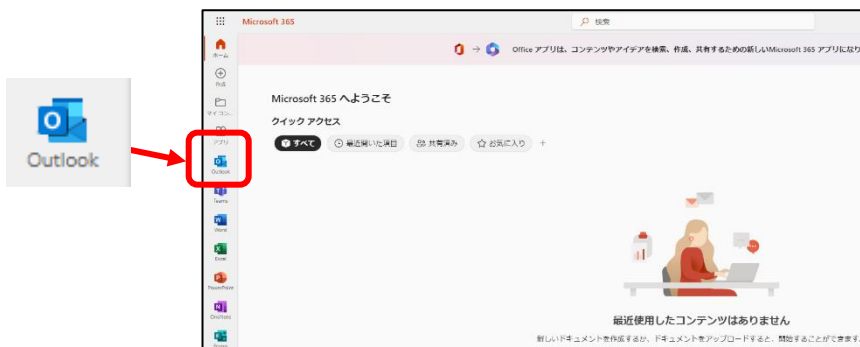 Microsoft 365
検索
Office アプリは、コンテンツやアイデアを検索、作成、共有するための新しいMicrosoft 365 アプリになり
ホーム
作成
マイ コン...
アプリ
Outlook
Outlook
Teams
Word
Excel
PowerPoint
OneNote
Microsoft 365 へようこそ
クイック アクセス
すべて
最近開いた項目
共有済み
お気に入り
最近使用したコンテンツはありません
新しいドキュメントを作成するか、ドキュメントをアップロードすると、開始することができます